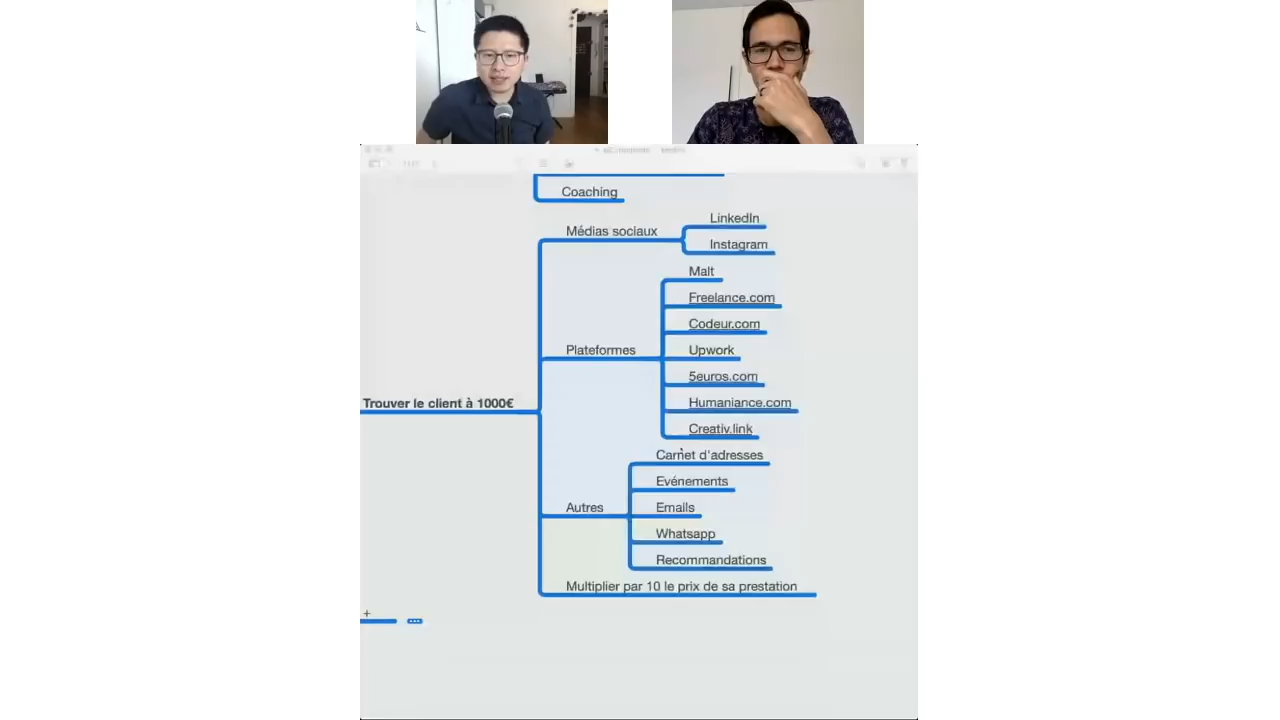 Coaching
LinkedIn
Médias sociaux
Instagram
Malt
Freelance.com
Codeur.com
Plateformes
Upwork
5euros.com
Trouver le client à 1000€
Humaniance.com
Creativ.link
Carnet d'adresses
Evénements
Autres
Emails
Whatsapp
Recommandations
Multiplier par 10 le prix de sa prestation
+